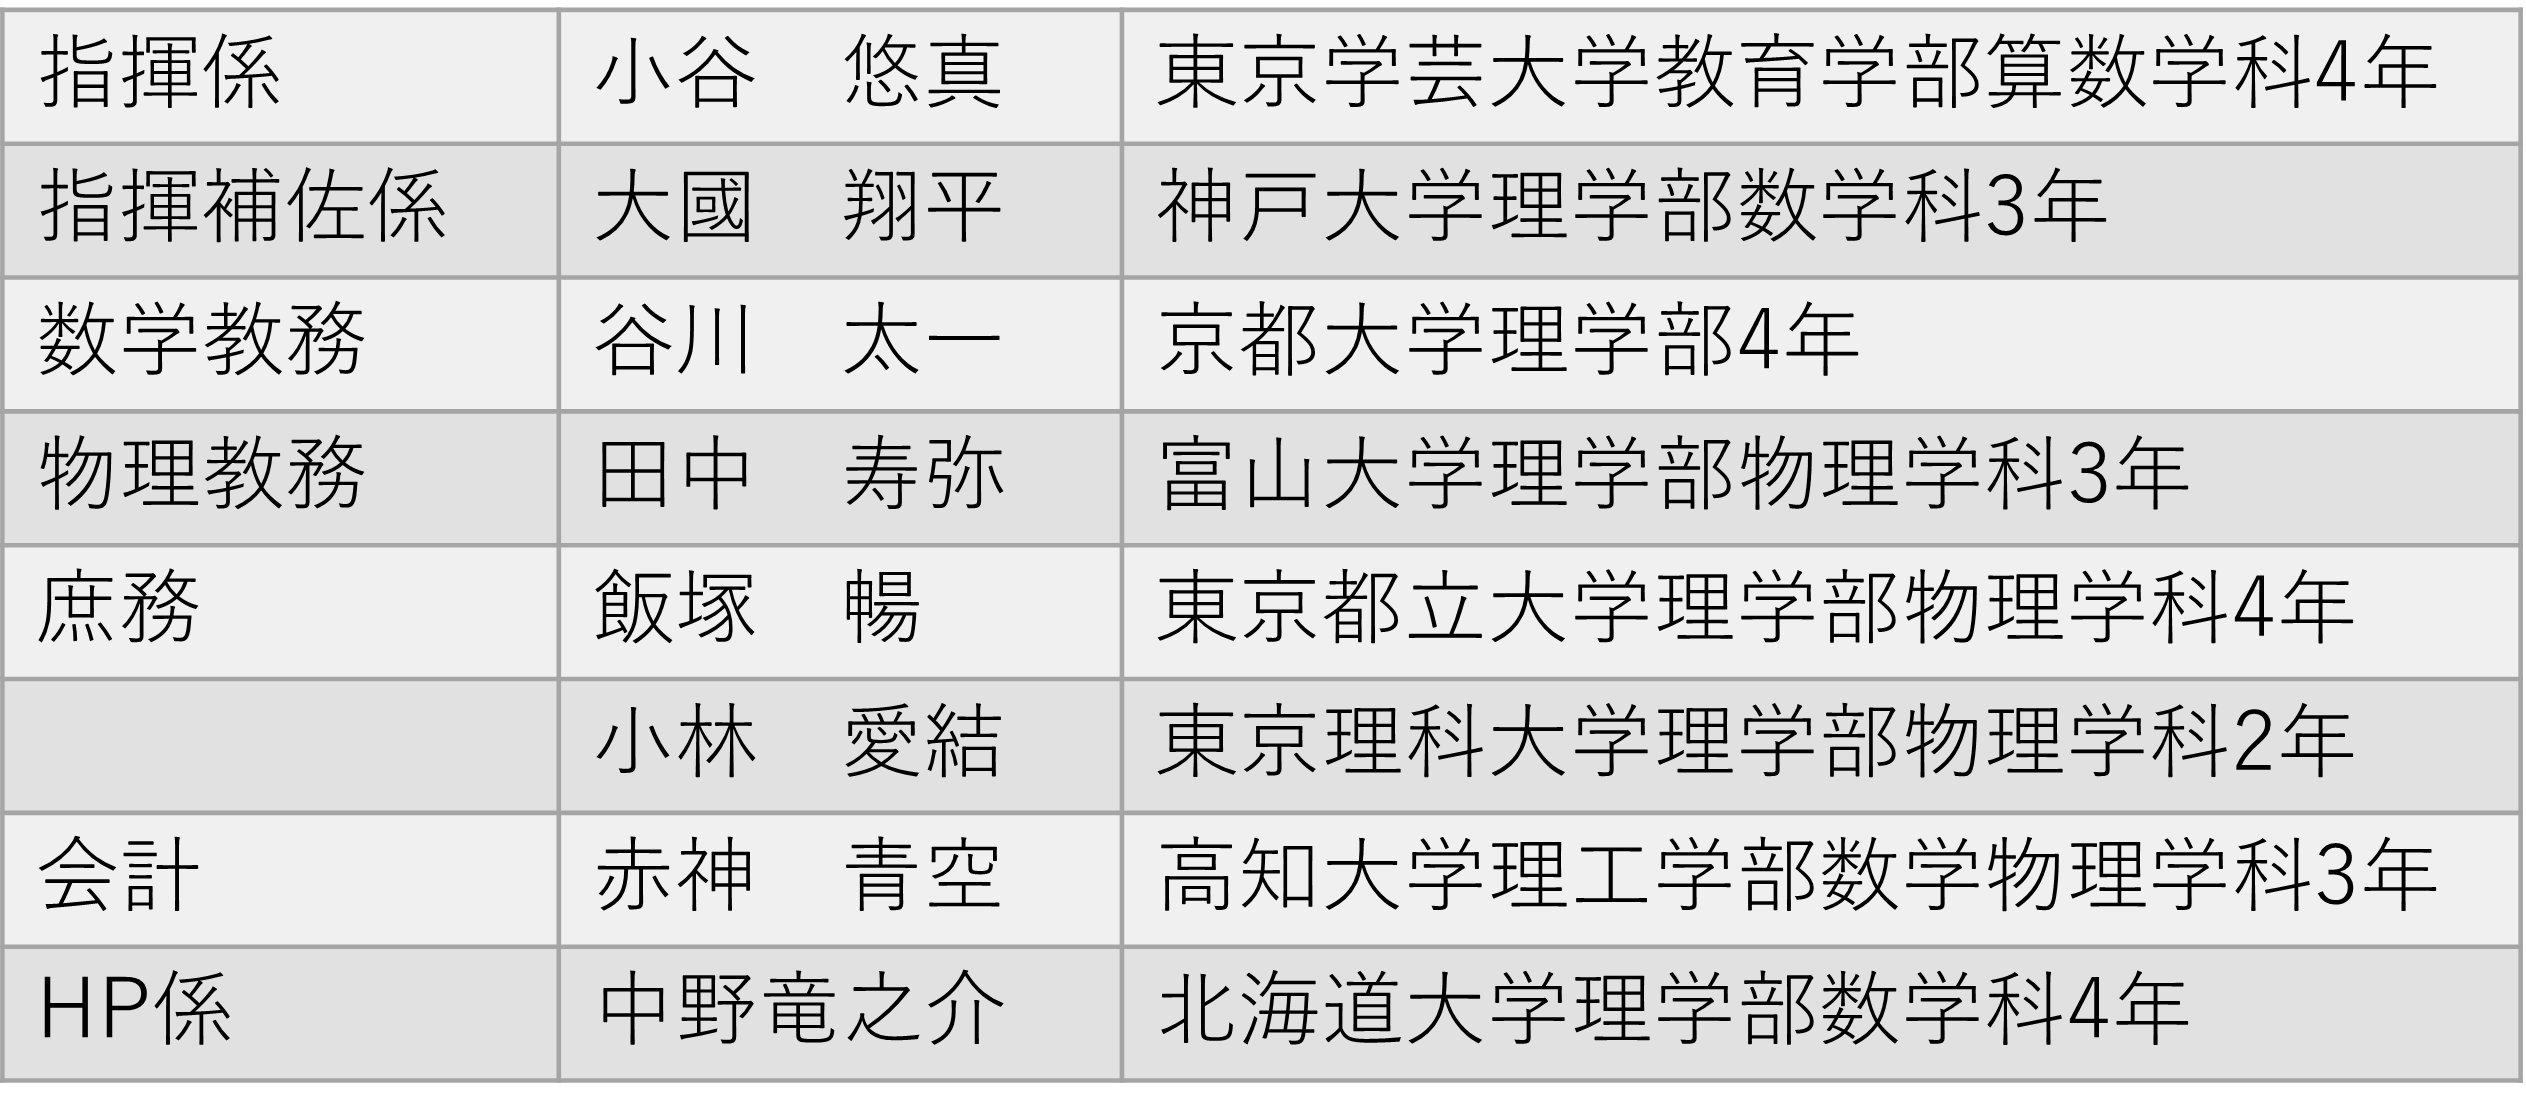 指揮係 小谷　悠真 東京学芸大学教育学部算数学科4年
指揮補佐係 大國　翔平 神戸大学理学部数学科3年
数学教務 谷川　太一 京都大学理学部4年
物理教務 田中　寿弥 富山大学理学部物理学科3年
庶務 飯塚　暢 東京都立大学理学部物理学科4年
小林　愛結 東京理科大学理学部物理学科2年
会計 赤神　青空 高知大学理工学部数学物理学科3年
HP係 中野竜之介 北海道大学理学部数学科4年